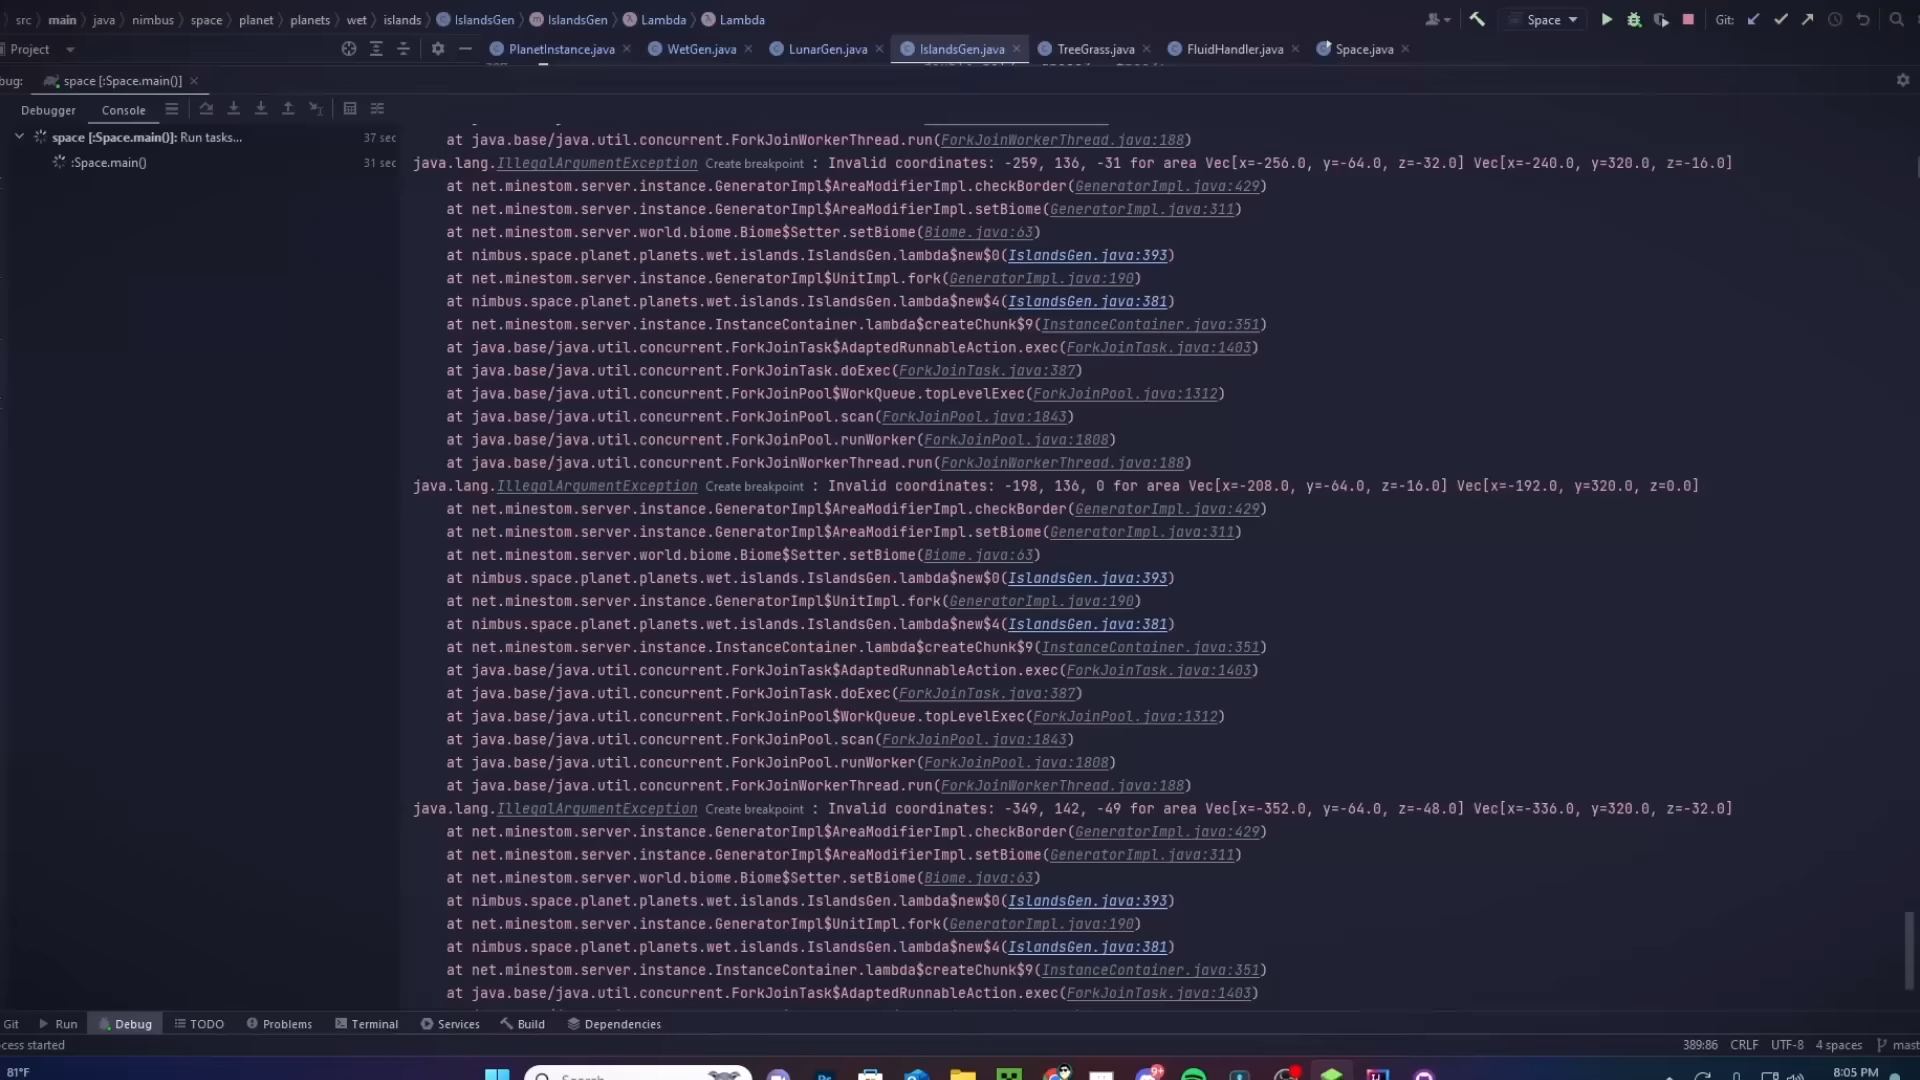 src main java nimbus space planet planets wet islands IslandsGen IslandsGen Lambda Lambda Space Git:
Project PlanetInstance.java WetGen.java LunarGen.java IslandsGen.java TreeGrass.java FluidHandler.java Space.java
bug: space [:Space.main()]
Debugger Console
space [:Space.main()]: Run tasks... 37 sec
:Space.main() 31 sec
at java.base/java.util.concurrent.ForkJoinWorkerThread.run(ForkJoinWorkerThread.java:188)
java.lang.IllegalArgumentException Create breakpoint : Invalid coordinates: -259, 136, -31 for area Vec[x=-256.0, y=-64.0, z=-32.0] Vec[x=-240.0, y=320.0, z=-16.0]
at net.minestom.server.instance.GeneratorImpl$AreaModifierImpl.checkBorder(GeneratorImpl.java:429)
at net.minestom.server.instance.GeneratorImpl$AreaModifierImpl.setBiome(GeneratorImpl.java:311)
at net.minestom.server.world.biome.Biome$Setter.setBiome(Biome.java:63)
at nimbus.space.planet.planets.wet.islands.IslandsGen.lambda$new$0(IslandsGen.java:393)
at net.minestom.server.instance.GeneratorImpl$UnitImpl.fork(GeneratorImpl.java:190)
at nimbus.space.planet.planets.wet.islands.IslandsGen.lambda$new$4(IslandsGen.java:381)
at net.minestom.server.instance.InstanceContainer.lambda$createChunk$9(InstanceContainer.java:351)
at java.base/java.util.concurrent.ForkJoinTask$AdaptedRunnableAction.exec(ForkJoinTask.java:1403)
at java.base/java.util.concurrent.ForkJoinTask.doExec(ForkJoinTask.java:387)
at java.base/java.util.concurrent.ForkJoinPool$WorkQueue.topLevelExec(ForkJoinPool.java:1312)
at java.base/java.util.concurrent.ForkJoinPool.scan(ForkJoinPool.java:1843)
at java.base/java.util.concurrent.ForkJoinPool.runWorker(ForkJoinPool.java:1808)
at java.base/java.util.concurrent.ForkJoinWorkerThread.run(ForkJoinWorkerThread.java:188)
java.lang.IllegalArgumentException Create breakpoint : Invalid coordinates: -198, 136, 0 for area Vec[x=-208.0, y=-64.0, z=-16.0] Vec[x=-192.0, y=320.0, z=0.0]
at net.minestom.server.instance.GeneratorImpl$AreaModifierImpl.checkBorder(GeneratorImpl.java:429)
at net.minestom.server.instance.GeneratorImpl$AreaModifierImpl.setBiome(GeneratorImpl.java:311)
at net.minestom.server.world.biome.Biome$Setter.setBiome(Biome.java:63)
at nimbus.space.planet.planets.wet.islands.IslandsGen.lambda$new$0(IslandsGen.java:393)
at net.minestom.server.instance.GeneratorImpl$UnitImpl.fork(GeneratorImpl.java:190)
at nimbus.space.planet.planets.wet.islands.IslandsGen.lambda$new$4(IslandsGen.java:381)
at net.minestom.server.instance.InstanceContainer.lambda$createChunk$9(InstanceContainer.java:351)
at java.base/java.util.concurrent.ForkJoinTask$AdaptedRunnableAction.exec(ForkJoinTask.java:1403)
at java.base/java.util.concurrent.ForkJoinTask.doExec(ForkJoinTask.java:387)
at java.base/java.util.concurrent.ForkJoinPool$WorkQueue.topLevelExec(ForkJoinPool.java:1312)
at java.base/java.util.concurrent.ForkJoinPool.scan(ForkJoinPool.java:1843)
at java.base/java.util.concurrent.ForkJoinPool.runWorker(ForkJoinPool.java:1808)
at java.base/java.util.concurrent.ForkJoinWorkerThread.run(ForkJoinWorkerThread.java:188)
java.lang.IllegalArgumentException Create breakpoint : Invalid coordinates: -349, 142, -49 for area Vec[x=-352.0, y=-64.0, z=-48.0] Vec[x=-336.0, y=320.0, z=-32.0]
at net.minestom.server.instance.GeneratorImpl$AreaModifierImpl.checkBorder(GeneratorImpl.java:429)
at net.minestom.server.instance.GeneratorImpl$AreaModifierImpl.setBiome(GeneratorImpl.java:311)
at net.minestom.server.world.biome.Biome$Setter.setBiome(Biome.java:63)
at nimbus.space.planet.planets.wet.islands.IslandsGen.lambda$new$0(IslandsGen.java:393)
at net.minestom.server.instance.GeneratorImpl$UnitImpl.fork(GeneratorImpl.java:190)
at nimbus.space.planet.planets.wet.islands.IslandsGen.lambda$new$4(IslandsGen.java:381)
at net.minestom.server.instance.InstanceContainer.lambda$createChunk$9(InstanceContainer.java:351)
at java.base/java.util.concurrent.ForkJoinTask$AdaptedRunnableAction.exec(ForkJoinTask.java:1403)
Git Run Debug TODO Problems Terminal Services Build Dependencies
cess started 389:86 CRLF UTF-8 4 spaces mast
81°F Search 9+ 8:05 PM